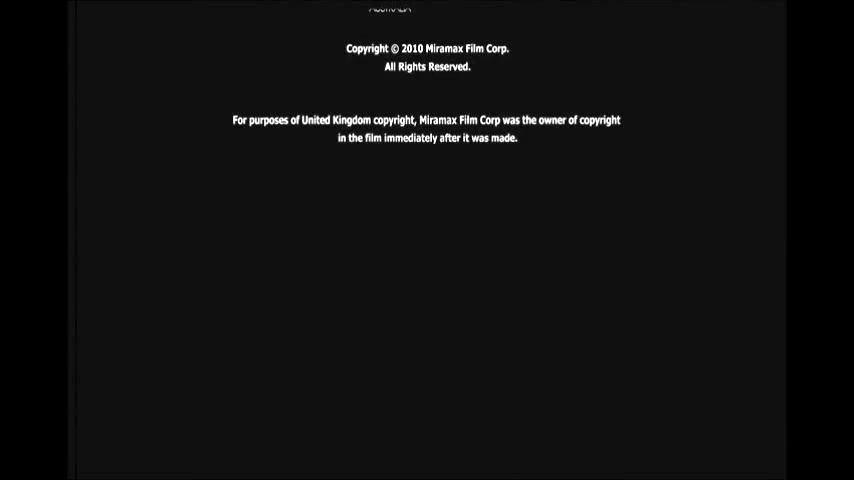 AUSTRALIA
Copyright © 2010 Miramax Film Corp.
All Rights Reserved.
For purposes of United Kingdom copyright, Miramax Film Corp was the owner of copyright
in the film immediately after it was made.